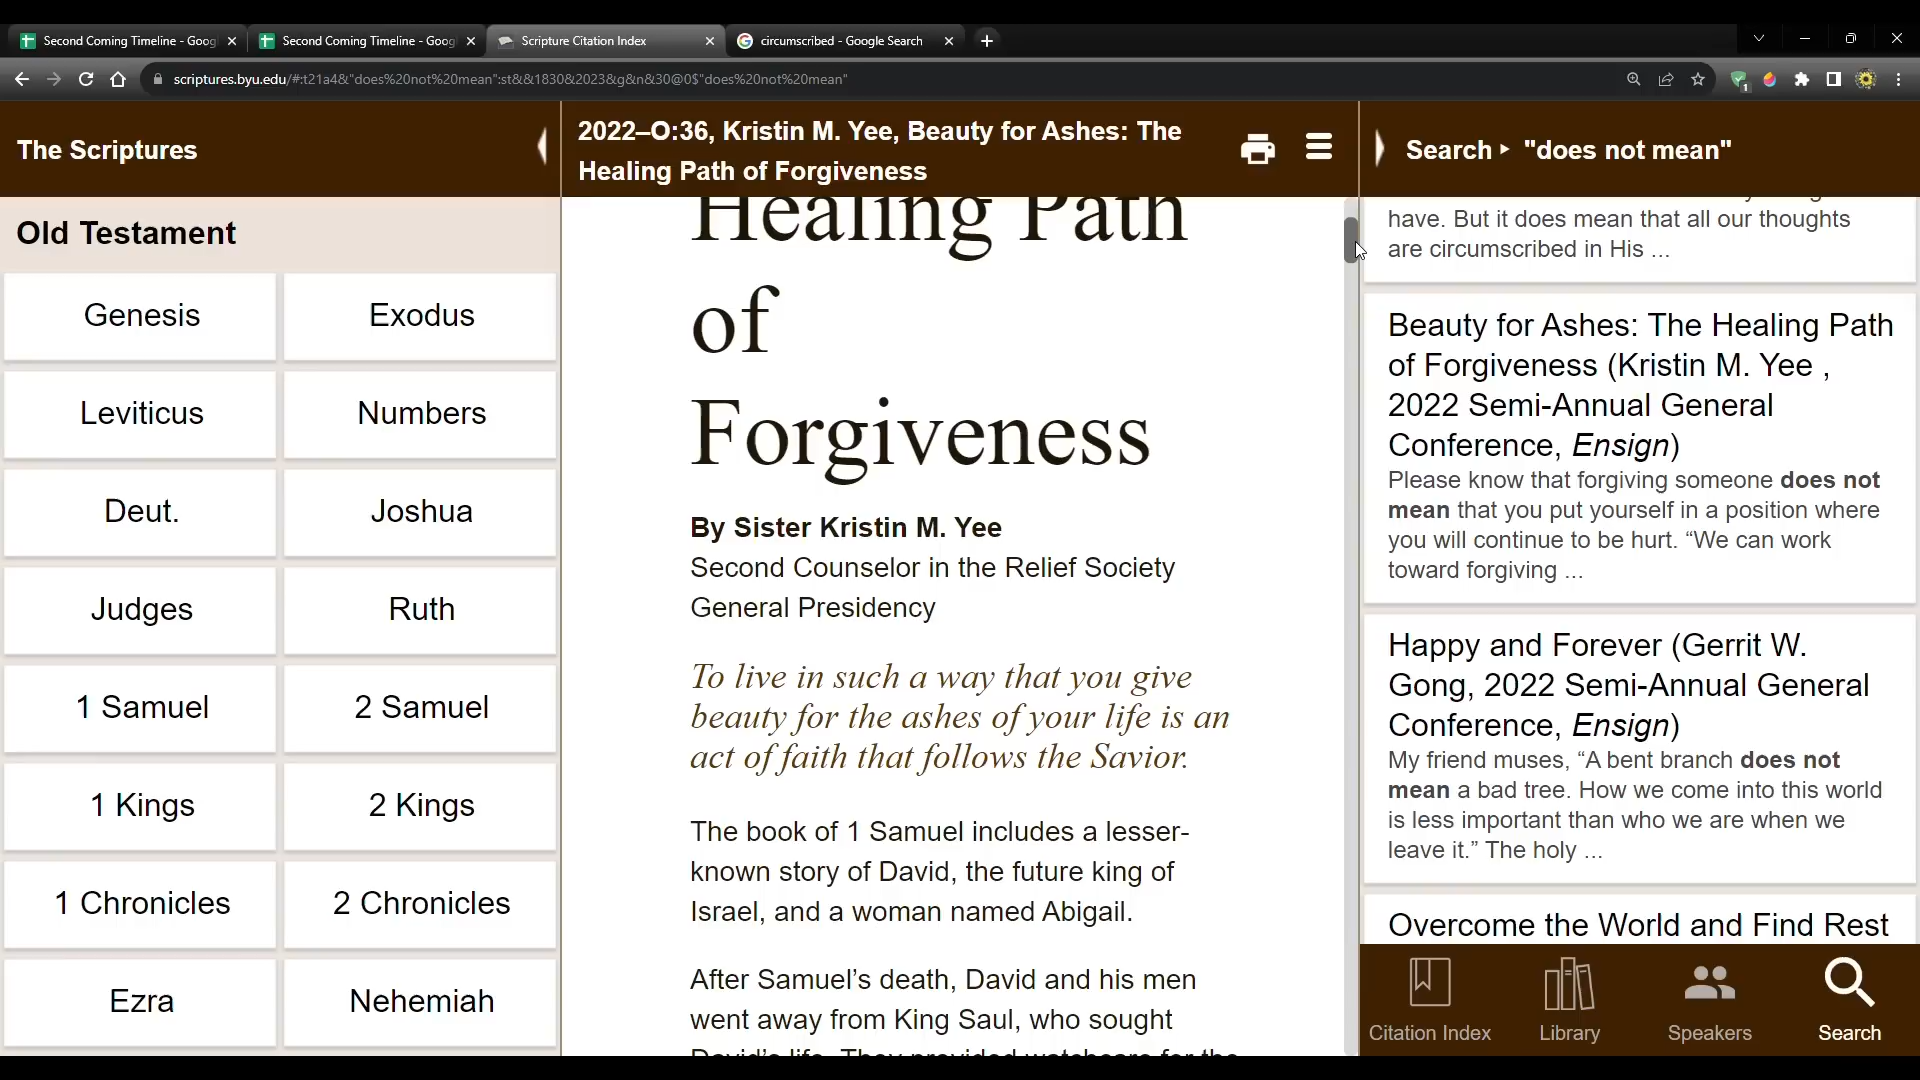 Second Coming Timeline - Goog
Second Coming Timeline - Goog
Scripture Citation Index
circumscribed - Google Search
scriptures.byu.edu/#:t21a4&"does%20not%20mean":st&&1830&2023&g&n&30@0$"does%20not%20mean"
1
The Scriptures
Old Testament
Genesis
Exodus
Leviticus
Numbers
Deut.
Joshua
Judges
Ruth
1 Samuel
2 Samuel
1 Kings
2 Kings
1 Chronicles
2 Chronicles
Ezra
Nehemiah
2022–O:36, Kristin M. Yee, Beauty for Ashes: The
Healing Path of Forgiveness
Healing Path
of
Forgiveness
By Sister Kristin M. Yee
Second Counselor in the Relief Society
General Presidency
To live in such a way that you give
beauty for the ashes of your life is an
act of faith that follows the Savior.
The book of 1 Samuel includes a lesser-
known story of David, the future king of
Israel, and a woman named Abigail.
After Samuel’s death, David and his men
went away from King Saul, who sought
David’s life. They provided watchcare for the
Search ▸ "does not mean"
have. But it does mean that all our thoughts
are circumscribed in His ...
Beauty for Ashes: The Healing Path
of Forgiveness (Kristin M. Yee ,
2022 Semi-Annual General
Conference, Ensign)
Please know that forgiving someone does not
mean that you put yourself in a position where
you will continue to be hurt. “We can work
toward forgiving ...
Happy and Forever (Gerrit W.
Gong, 2022 Semi-Annual General
Conference, Ensign)
My friend muses, “A bent branch does not
mean a bad tree. How we come into this world
is less important than who we are when we
leave it.” The holy ...
Overcome the World and Find Rest
Citation Index
Library
Speakers
Search